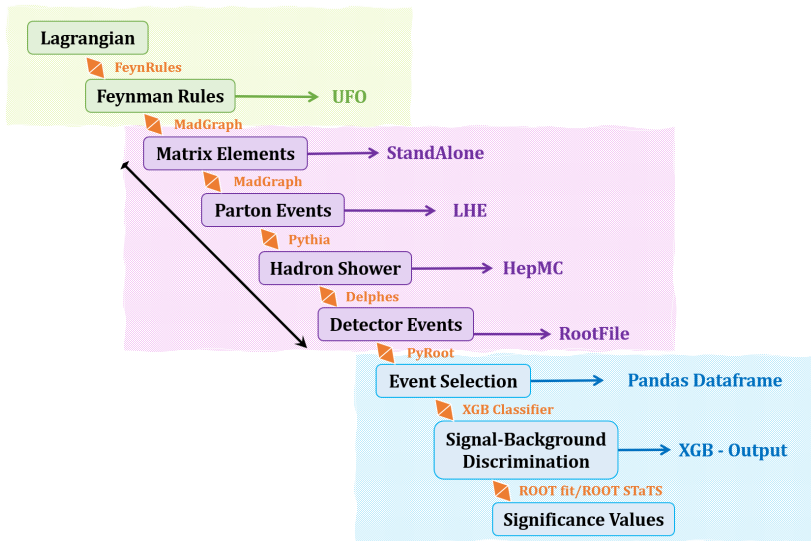 Lagrangian
FeynRules
Feynman Rules
UFO
MadGraph
Matrix Elements
StandAlone
MadGraph
Parton Events
LHE
Pythia
Hadron Shower
HepMC
Delphes
Detector Events
RootFile
PyRoot
Event Selection
Pandas Dataframe
XGB Classifier
Signal-Background
Discrimination
XGB - Output
ROOT fit/ROOT STaTS
Significance Values